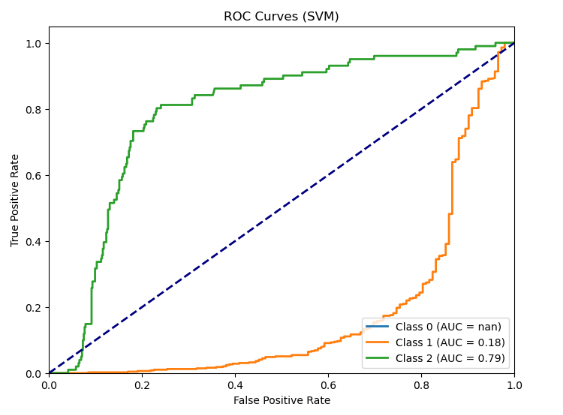 ROC Curves (SVM)
True Positive Rate
1.0
0.8
0.6
0.4
0.2
0.0
Class 0 (AUC = nan)
Class 1 (AUC = 0.18)
Class 2 (AUC = 0.79)
0.0 0.2 0.4 0.6 0.8 1.0
False Positive Rate